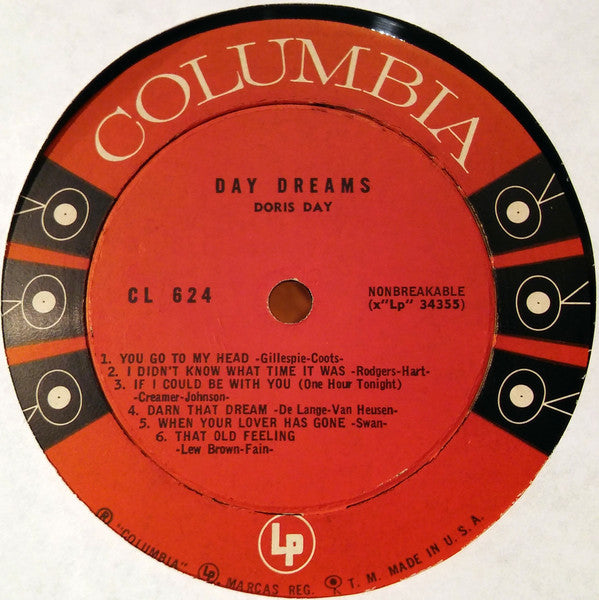 COLUMBIA
DAY DREAMS
DORIS DAY
CL 624
NONBREAKABLE
(x"Lp" 34355)
1. YOU GO TO MY HEAD -Gillespie-Coots-
2. I DIDN'T KNOW WHAT TIME IT WAS -Rodgers-Hart-
3. IF I COULD BE WITH YOU (One Hour Tonight)
-Creamer-Johnson-
4. DARN THAT DREAM -De Lange-Van Heusen-
5. WHEN YOUR LOVER HAS GONE -Swan-
6. THAT OLD FEELING
-Lew Brown-Fain-
Lp
® "COLUMBIA" Lp MARCAS REG. T. M. MADE IN U. S. A.